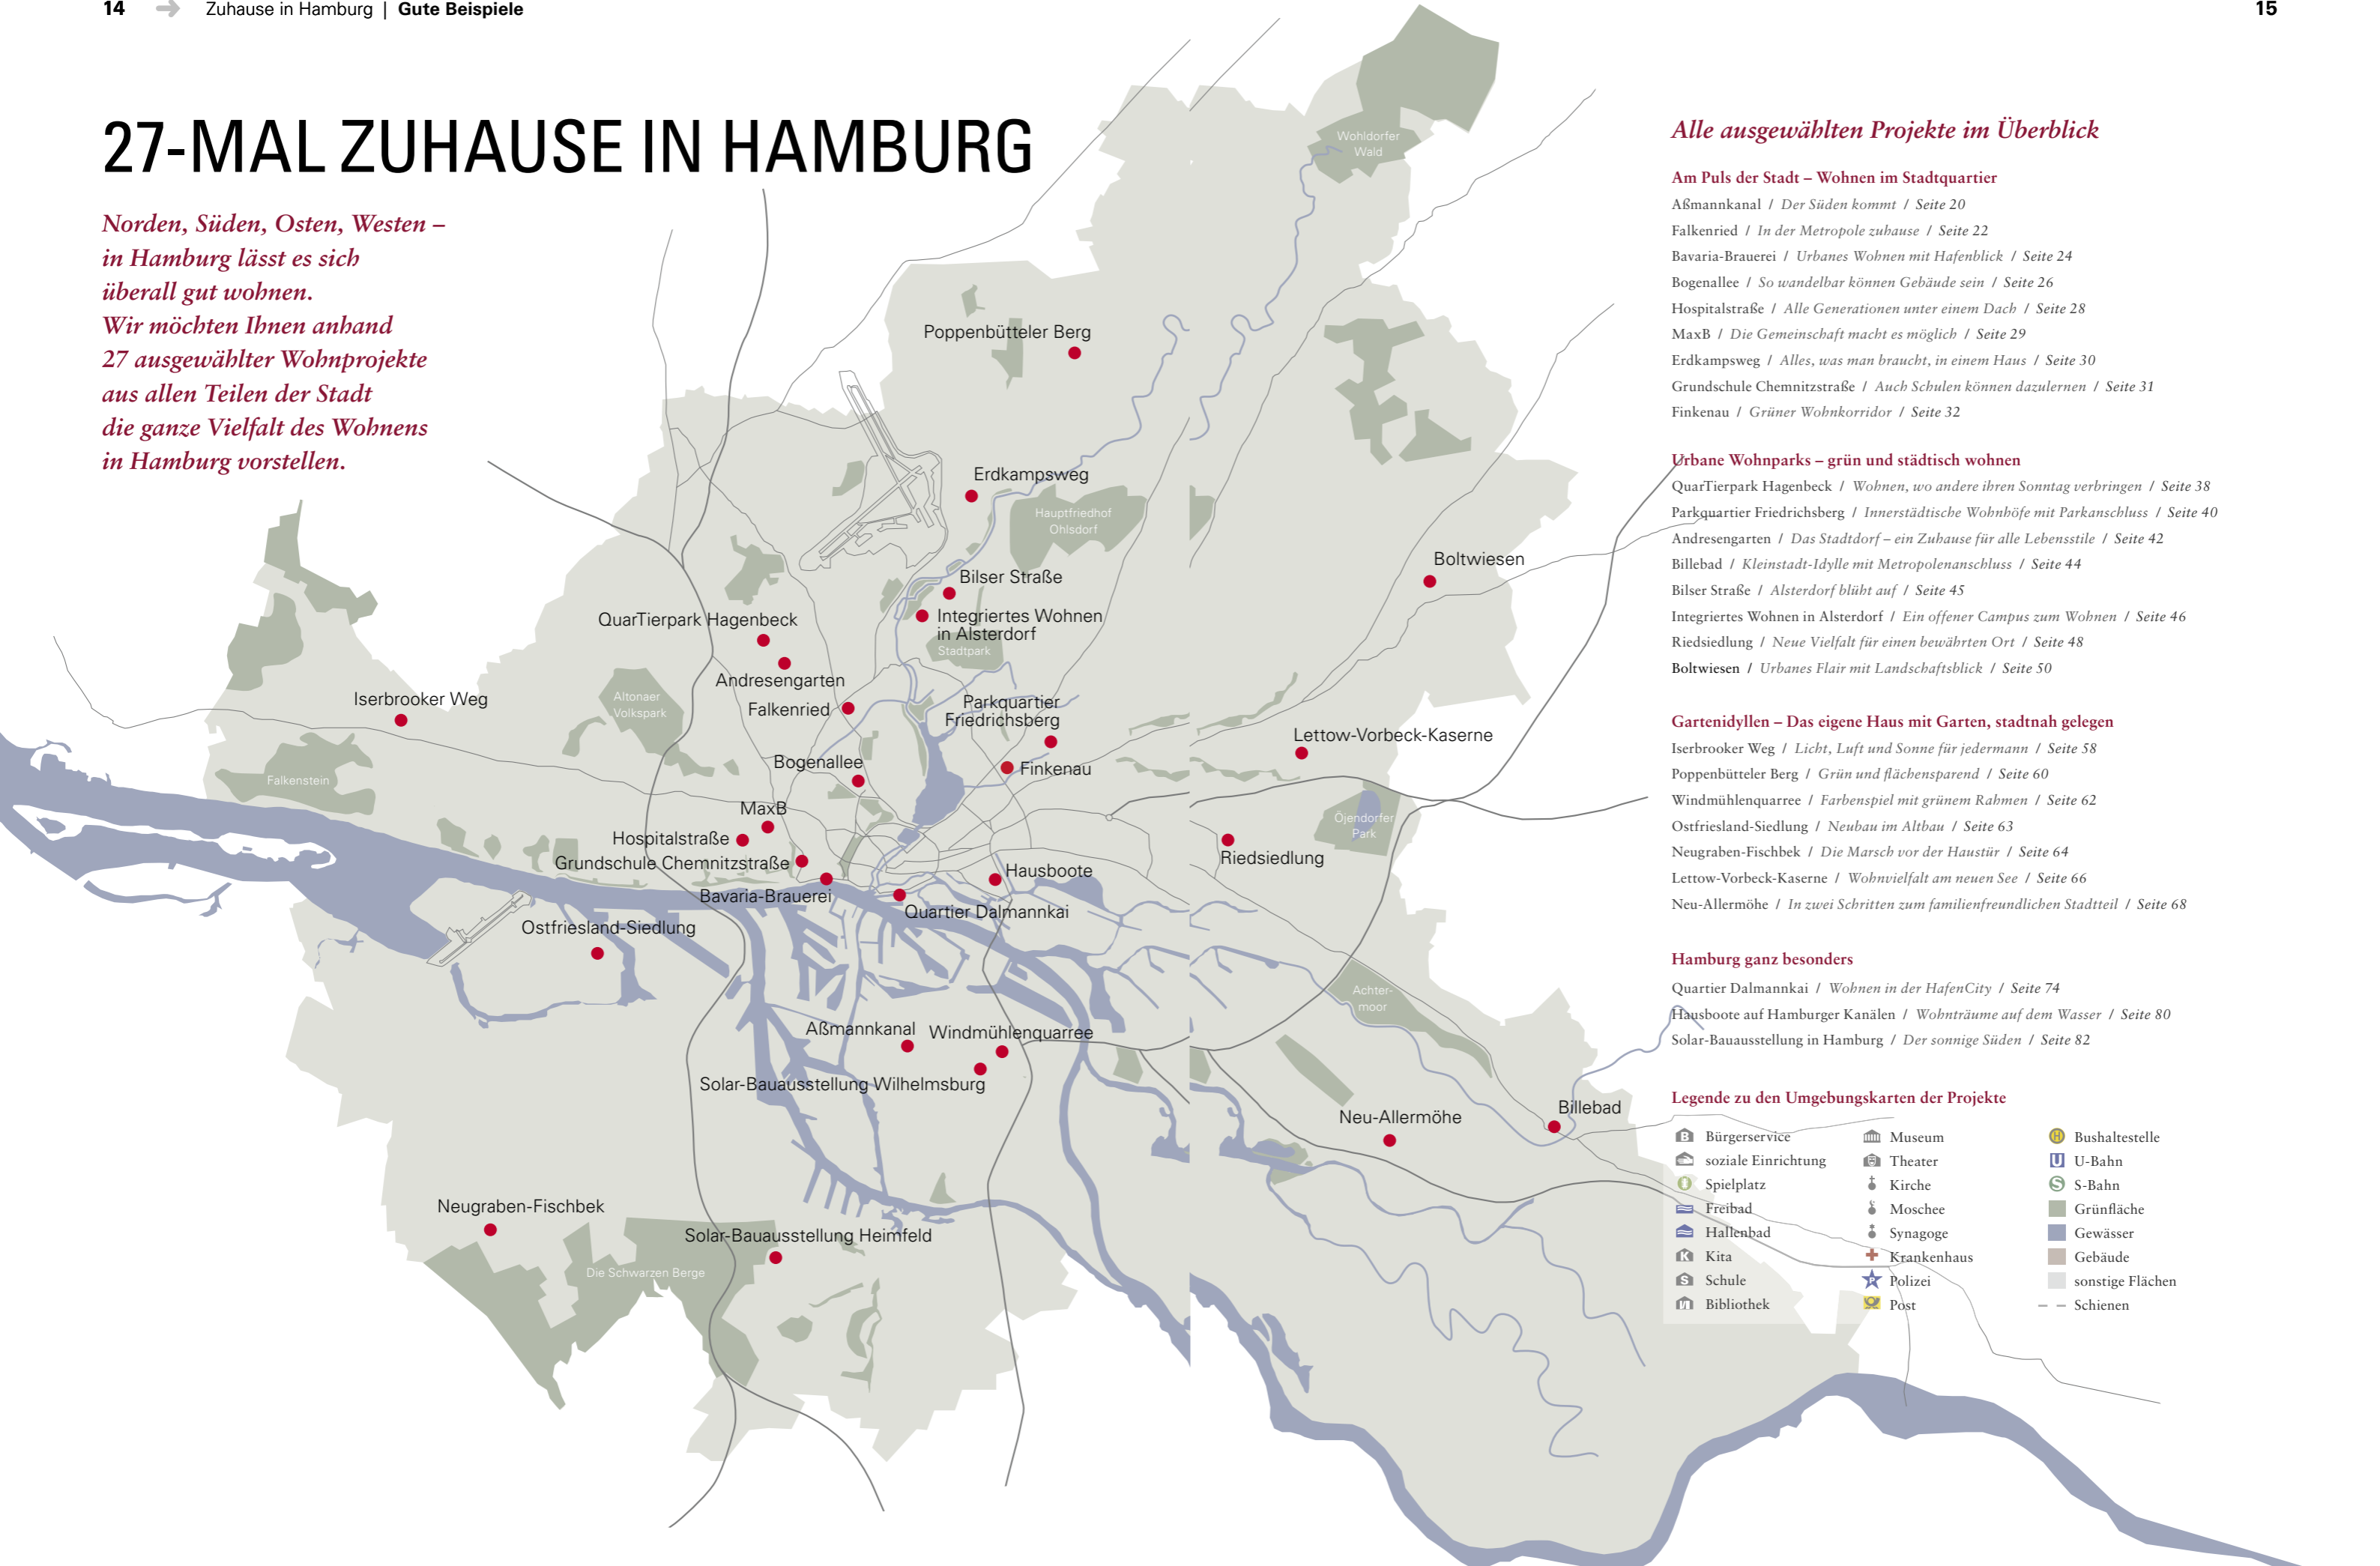 14 Zuhause in Hamburg | Gute Beispiele
15
27-MAL ZUHAUSE IN HAMBURG
Norden, Süden, Osten, Westen –
in Hamburg lässt es sich
überall gut wohnen.
Wir möchten Ihnen anhand
27 ausgewählter Wohnprojekte
aus allen Teilen der Stadt
die ganze Vielfalt des Wohnens
in Hamburg vorstellen.
Wohldorfer
Wald
Poppenbütteler Berg
Erdkampsweg
Hauptfriedhof
Ohlsdorf
Boltwiesen
Bilser Straße
Integriertes Wohnen
in Alsterdorf
Stadtpark
QuarTierpark Hagenbeck
Andresengarten
Altonaer
Volkspark
Iserbrooker Weg
Falkenried
Parkquartier
Friedrichsberg
Lettow-Vorbeck-Kaserne
Falkenstein
Bogenallee
Finkenau
MaxB
Öjendorfer
Park
Hospitalstraße
Riedsiedlung
Grundschule Chemnitzstraße
Hausboote
Bavaria-Brauerei
Quartier Dalmannkai
Ostfriesland-Siedlung
Achter-
moor
Aßmannkanal
Windmühlenquarree
Solar-Bauausstellung Wilhelmsburg
Neu-Allermöhe
Billebad
Neugraben-Fischbek
Solar-Bauausstellung Heimfeld
Die Schwarzen Berge
Alle ausgewählten Projekte im Überblick
Am Puls der Stadt – Wohnen im Stadtquartier
Aßmannkanal / Der Süden kommt / Seite 20
Falkenried / In der Metropole zuhause / Seite 22
Bavaria-Brauerei / Urbanes Wohnen mit Hafenblick / Seite 24
Bogenallee / So wandelbar können Gebäude sein / Seite 26
Hospitalstraße / Alle Generationen unter einem Dach / Seite 28
MaxB / Die Gemeinschaft macht es möglich / Seite 29
Erdkampsweg / Alles, was man braucht, in einem Haus / Seite 30
Grundschule Chemnitzstraße / Auch Schulen können dazulernen / Seite 31
Finkenau / Grüner Wohnkorridor / Seite 32
Urbane Wohnparks – grün und städtisch wohnen
QuarTierpark Hagenbeck / Wohnen, wo andere ihren Sonntag verbringen / Seite 38
Parkquartier Friedrichsberg / Innerstädtische Wohnhöfe mit Parkanschluss / Seite 40
Andresengarten / Das Stadtdorf – ein Zuhause für alle Lebensstile / Seite 42
Billebad / Kleinstadt-Idylle mit Metropolenanschluss / Seite 44
Bilser Straße / Alsterdorf blüht auf / Seite 45
Integriertes Wohnen in Alsterdorf / Ein offener Campus zum Wohnen / Seite 46
Riedsiedlung / Neue Vielfalt für einen bewährten Ort / Seite 48
Boltwiesen / Urbanes Flair mit Landschaftsblick / Seite 50
Gartenidyllen – Das eigene Haus mit Garten, stadtnah gelegen
Iserbrooker Weg / Licht, Luft und Sonne für jedermann / Seite 58
Poppenbütteler Berg / Grün und flächensparend / Seite 60
Windmühlenquarree / Farbenspiel mit grünem Rahmen / Seite 62
Ostfriesland-Siedlung / Neubau im Altbau / Seite 63
Neugraben-Fischbek / Die Marsch vor der Haustür / Seite 64
Lettow-Vorbeck-Kaserne / Wohnvielfalt am neuen See / Seite 66
Neu-Allermöhe / In zwei Schritten zum familienfreundlichen Stadtteil / Seite 68
Hamburg ganz besonders
Quartier Dalmannkai / Wohnen in der HafenCity / Seite 74
Hausboote auf Hamburger Kanälen / Wohnträume auf dem Wasser / Seite 80
Solar-Bauausstellung in Hamburg / Der sonnige Süden / Seite 82
Legende zu den Umgebungskarten der Projekte
B Bürgerservice
soziale Einrichtung
Spielplatz
Freibad
Hallenbad
K Kita
S Schule
Bibliothek
Museum
Theater
Kirche
Moschee
Synagoge
Krankenhaus
P Polizei
Post
H Bushaltestelle
U U-Bahn
S S-Bahn
Grünfläche
Gewässer
Gebäude
sonstige Flächen
Schienen